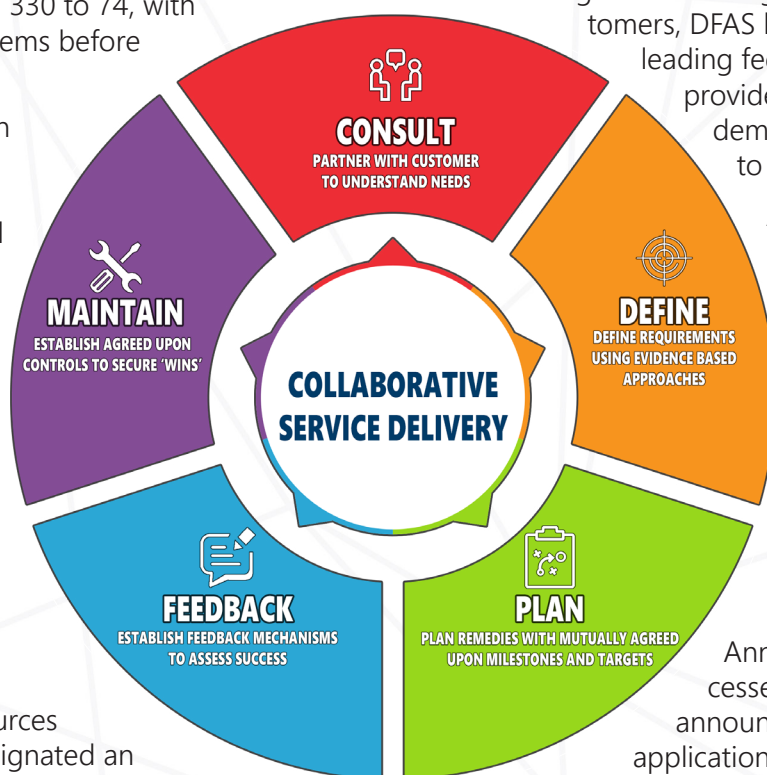 330 to 74, with
ems before
tomers, DFAS
leading fee
provide
dem
to
CONSULT
PARTNER WITH CUSTOMER
TO UNDERSTAND NEEDS
DEFINE
DEFINE REQUIREMENTS
USING EVIDENCE BASED
APPROACHES
PLAN
PLAN REMEDIES WITH MUTUALLY AGREED
UPON MILESTONES AND TARGETS
FEEDBACK
ESTABLISH FEEDBACK MECHANISMS
TO ASSESS SUCCESS
MAINTAIN
ESTABLISH AGREED UPON
CONTROLS TO SECURE ‘WINS’
COLLABORATIVE
SERVICE DELIVERY
urces
ignated an
Ann
cesse
announ
application